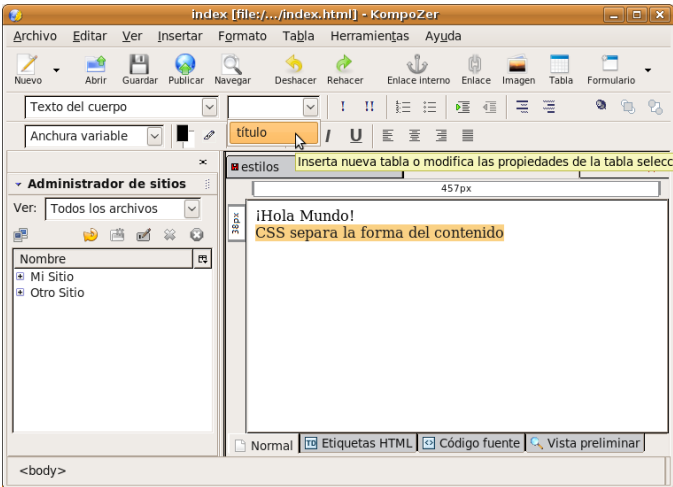 index [file:/.../index.html] - KompoZer
Archivo Editar Ver Insertar Formato Tabla Herramientas Ayuda
Nuevo Abrir Guardar Publicar Navegar Deshacer Rehacer Enlace interno Enlace Imagen Tabla Formulario
Texto del cuerpo ! !!
Anchura variable título I U
estilos Inserta nueva tabla o modifica las propiedades de la tabla selecc
Administrador de sitios
457px
Ver: Todos los archivos
38px
¡Hola Mundo!
CSS separa la forma del contenido
Nombre
Mi Sitio
Otro Sitio
Normal TD Etiquetas HTML Código fuente Vista preliminar
<body>